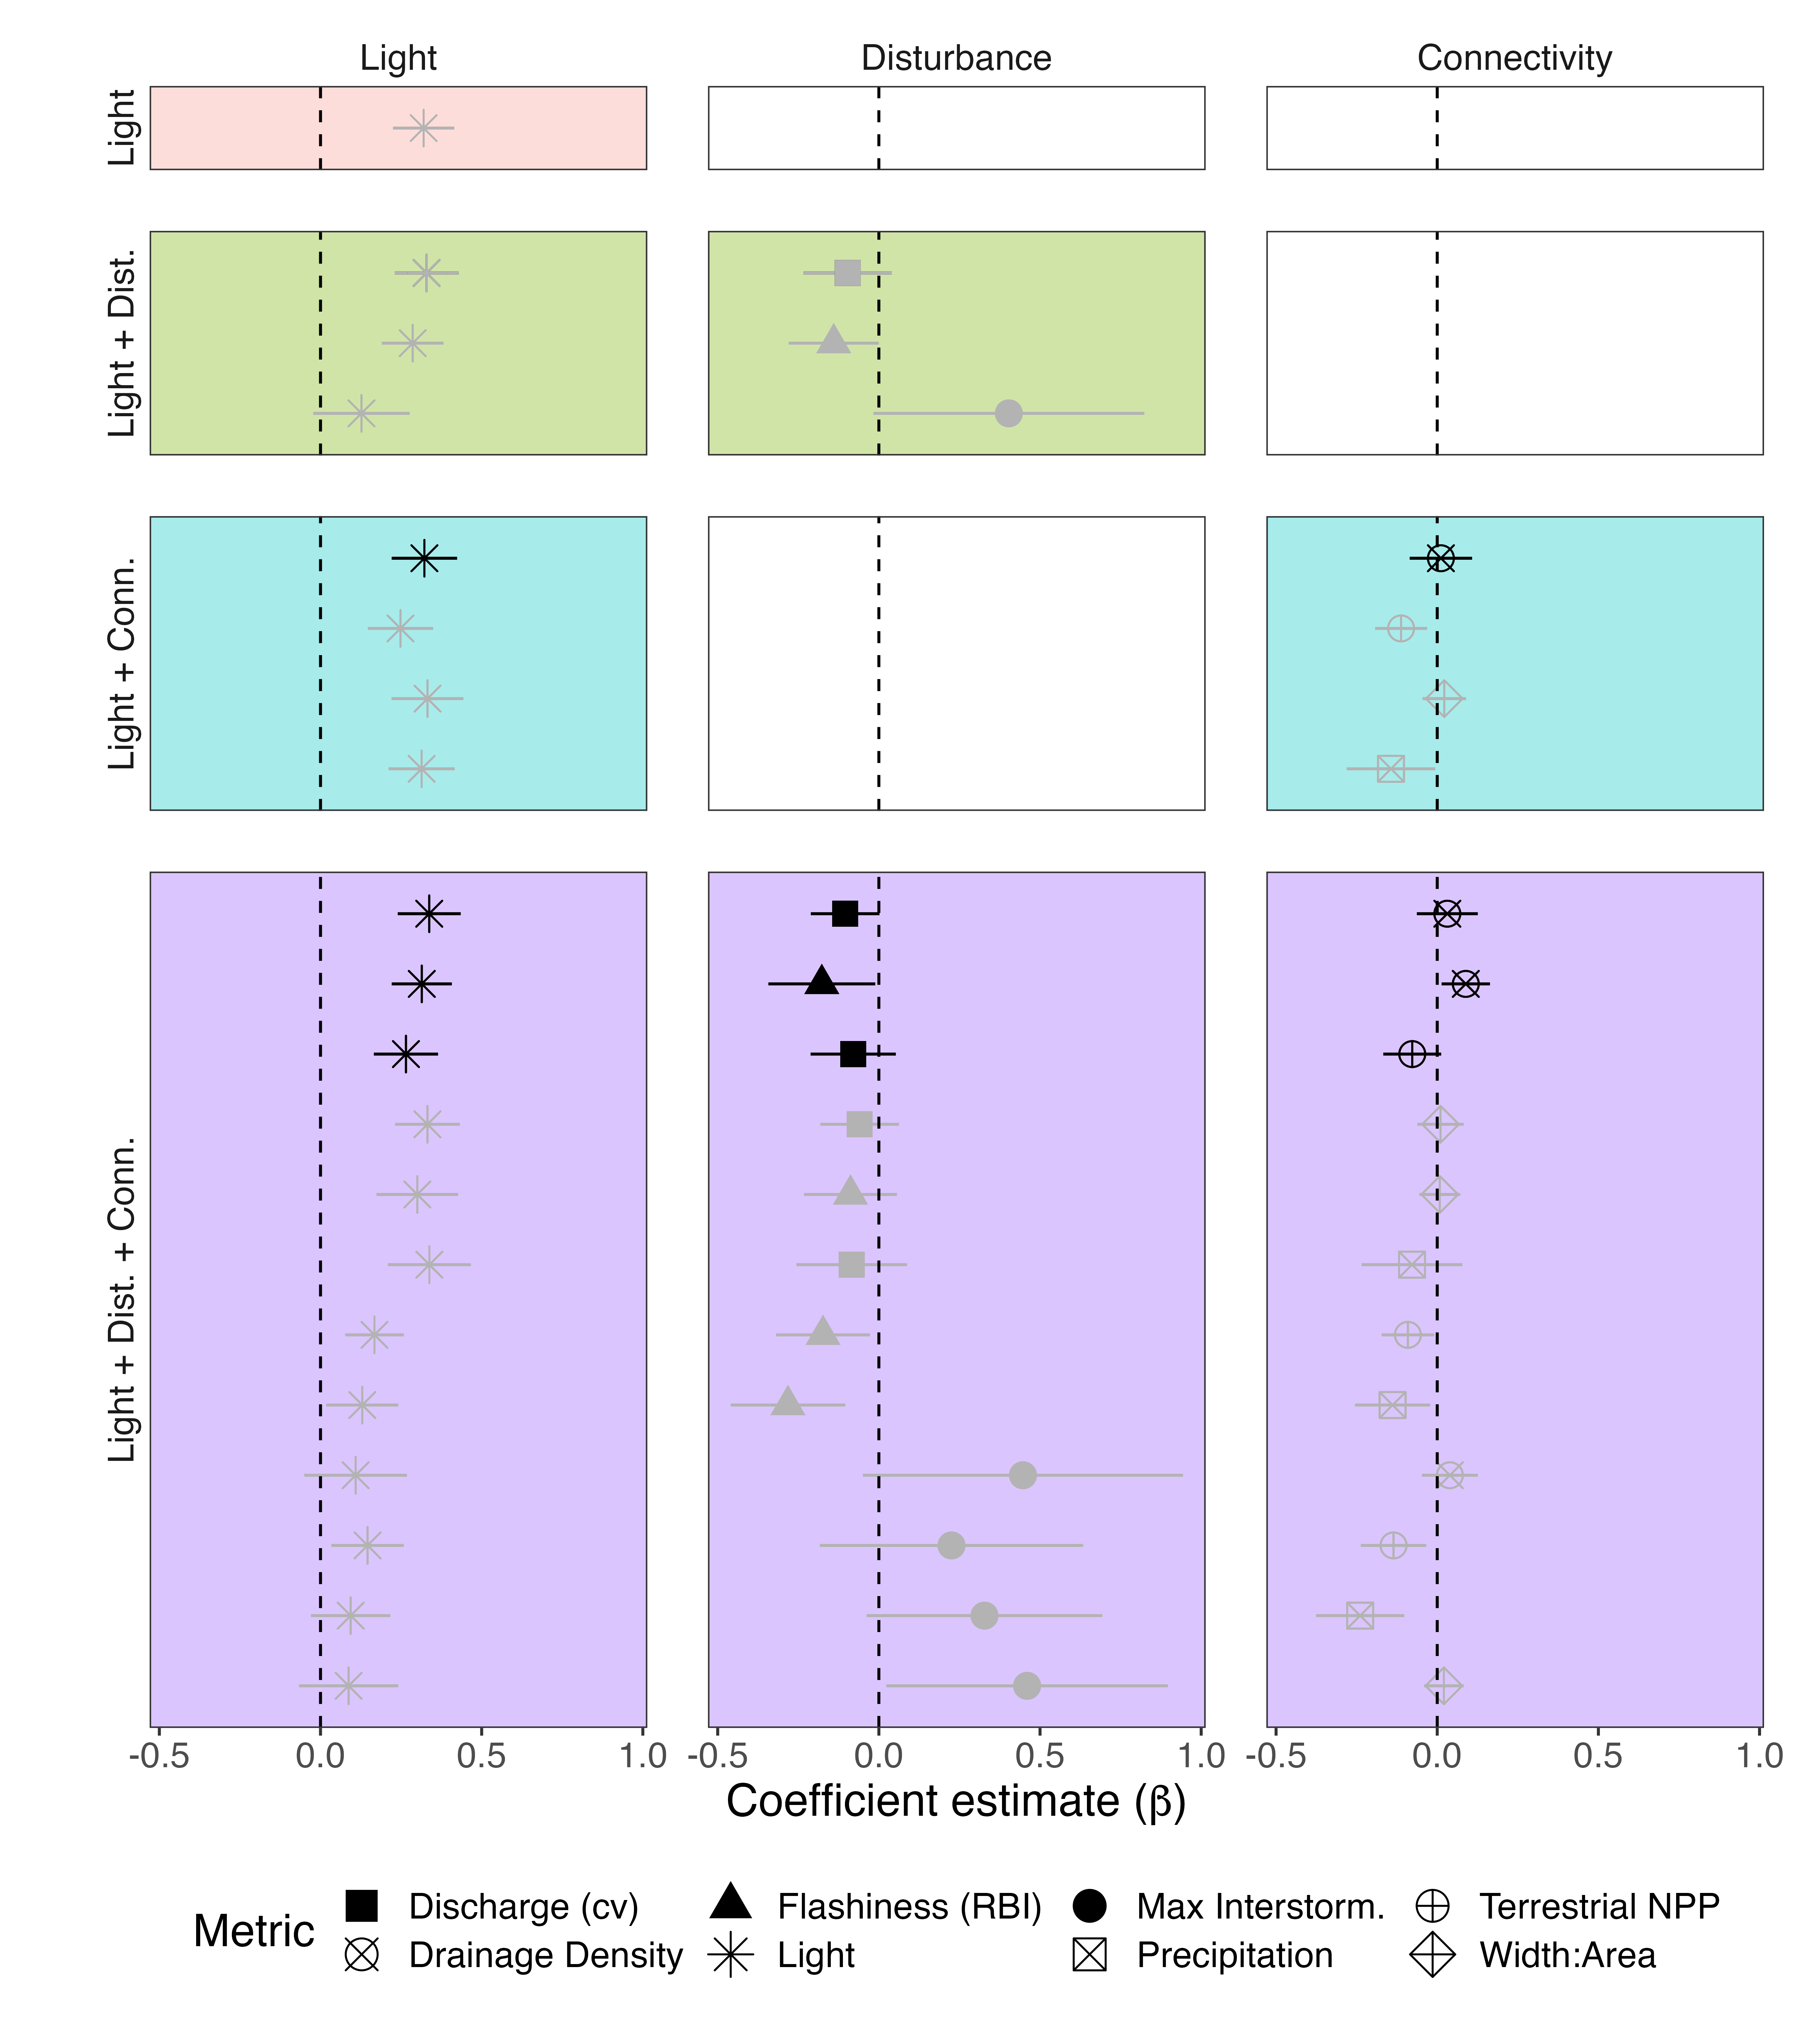 Light Disturbance Connectivity
Light
Light + Dist.
Light + Conn.
Light + Dist. + Conn.
-0.5 0.0 0.5 1.0 -0.5 0.0 0.5 1.0 -0.5 0.0 0.5 1.0
Coefficient estimate (β)
Metric
Discharge (cv) Flashiness (RBI) Max Interstorm. Terrestrial NPP
Drainage Density Light Precipitation Width:Area